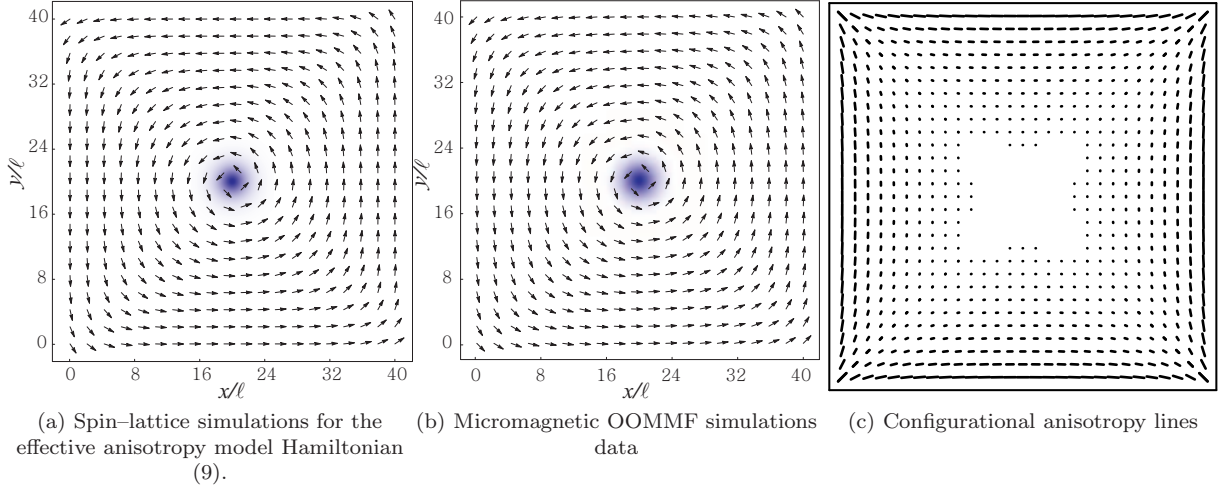 40
32
24
16
8
0
y/ℓ
0 8 16 24 32 40
x/ℓ
40
32
24
16
8
0
y/ℓ
0 8 16 24 32 40
x/ℓ
(a) Spin–lattice simulations for the
effective anisotropy model Hamiltonian
(9).
(b) Micromagnetic OOMMF simulations
data
(c) Configurational anisotropy lines